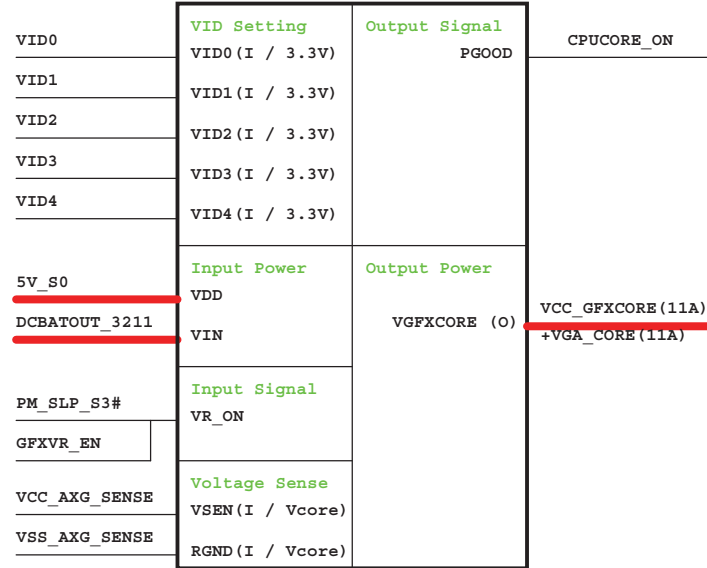 VID0
VID1
VID2
VID3
VID4
5V_S0
DCBATOUT_3211
PM_SLP_S3#
GFXVR_EN
VCC_AXG_SENSE
VSS_AXG_SENSE
VID Setting
VID0(I / 3.3V)
VID1(I / 3.3V)
VID2(I / 3.3V)
VID3(I / 3.3V)
VID4(I / 3.3V)
Input Power
VDD
VIN
Input Signal
VR_ON
Voltage Sense
VSEN(I / Vcore)
RGND(I / Vcore)
Output Signal
PGOOD
Output Power
VGFXCORE (O)
CPUCORE_ON
VCC_GFXCORE(11A)
+VGA_CORE(11A)